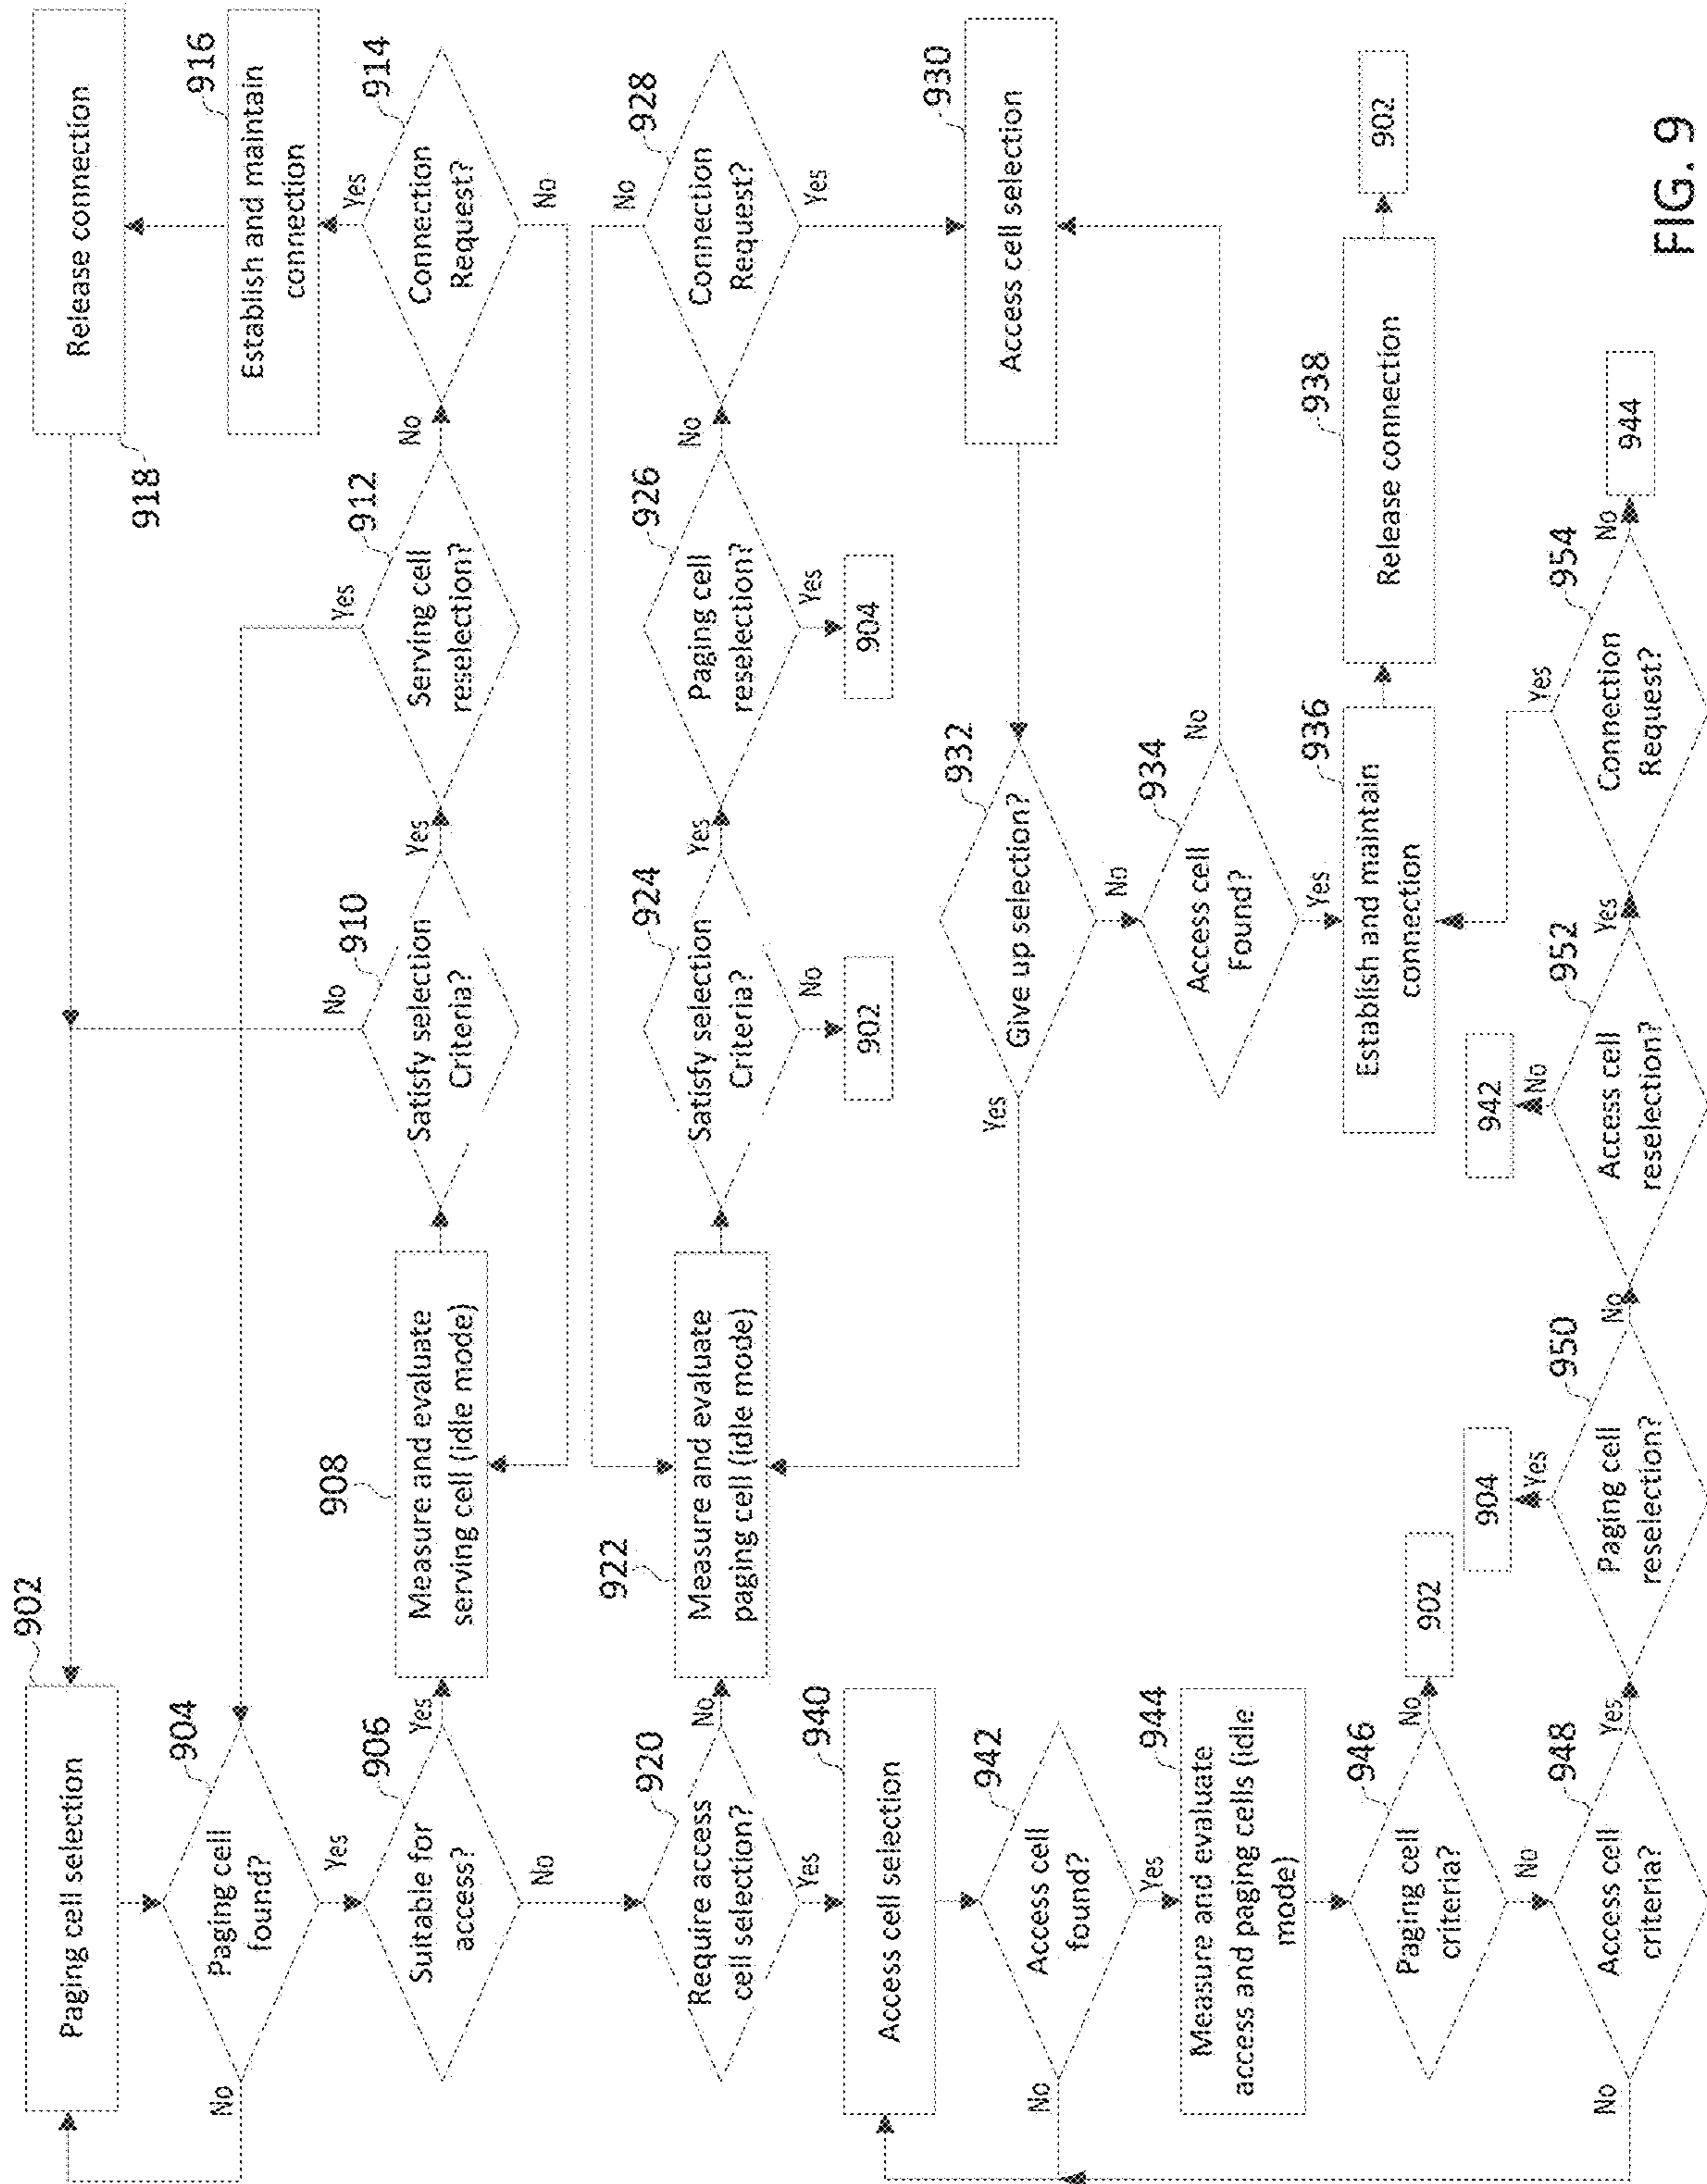 902
Paging cell selection
904
Paging cell
found?
No
Yes
906
Suitable for
access?
Yes
No
908
Measure and evaluate
serving cell (idle mode)
910
Satisfy selection
Criteria?
No
Yes
912
Serving cell
reselection?
Yes
No
914
Connection
Request?
Yes
No
916
Establish and maintain
connection
918
Release connection
920
Require access
cell selection?
No
Yes
922
Measure and evaluate
paging cell (idle mode)
924
Satisfy selection
Criteria?
Yes
No
902
926
Paging cell
reselection?
No
Yes
904
928
Connection
Request?
No
Yes
930
Access cell selection
932
Give up selection?
Yes
No
934
Access cell
Found?
No
Yes
936
Establish and maintain
connection
938
Release connection
902
940
Access cell selection
942
Access cell
found?
No
Yes
944
Measure and evaluate
access and paging cells (idle
mode)
946
Paging cell
criteria?
No
902
No
948
Access cell
criteria?
No
Yes
950
Paging cell
reselection?
Yes
904
No
952
Access cell
reselection?
No
942
Yes
954
Connection
Request?
Yes
No
944
FIG. 9